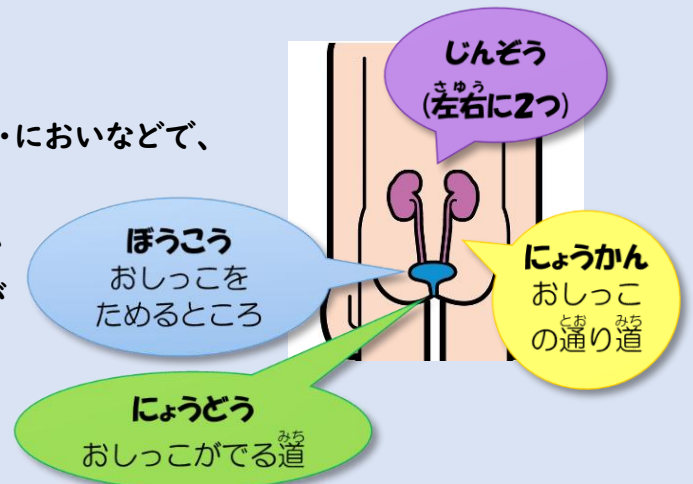 じんぞう
(左右に2つ)
・においなどで、
ぼうこう
おしっこを
ためるところ
が
にょうかん
おしっこ
の通り道
にょうどう
おしっこがでる道